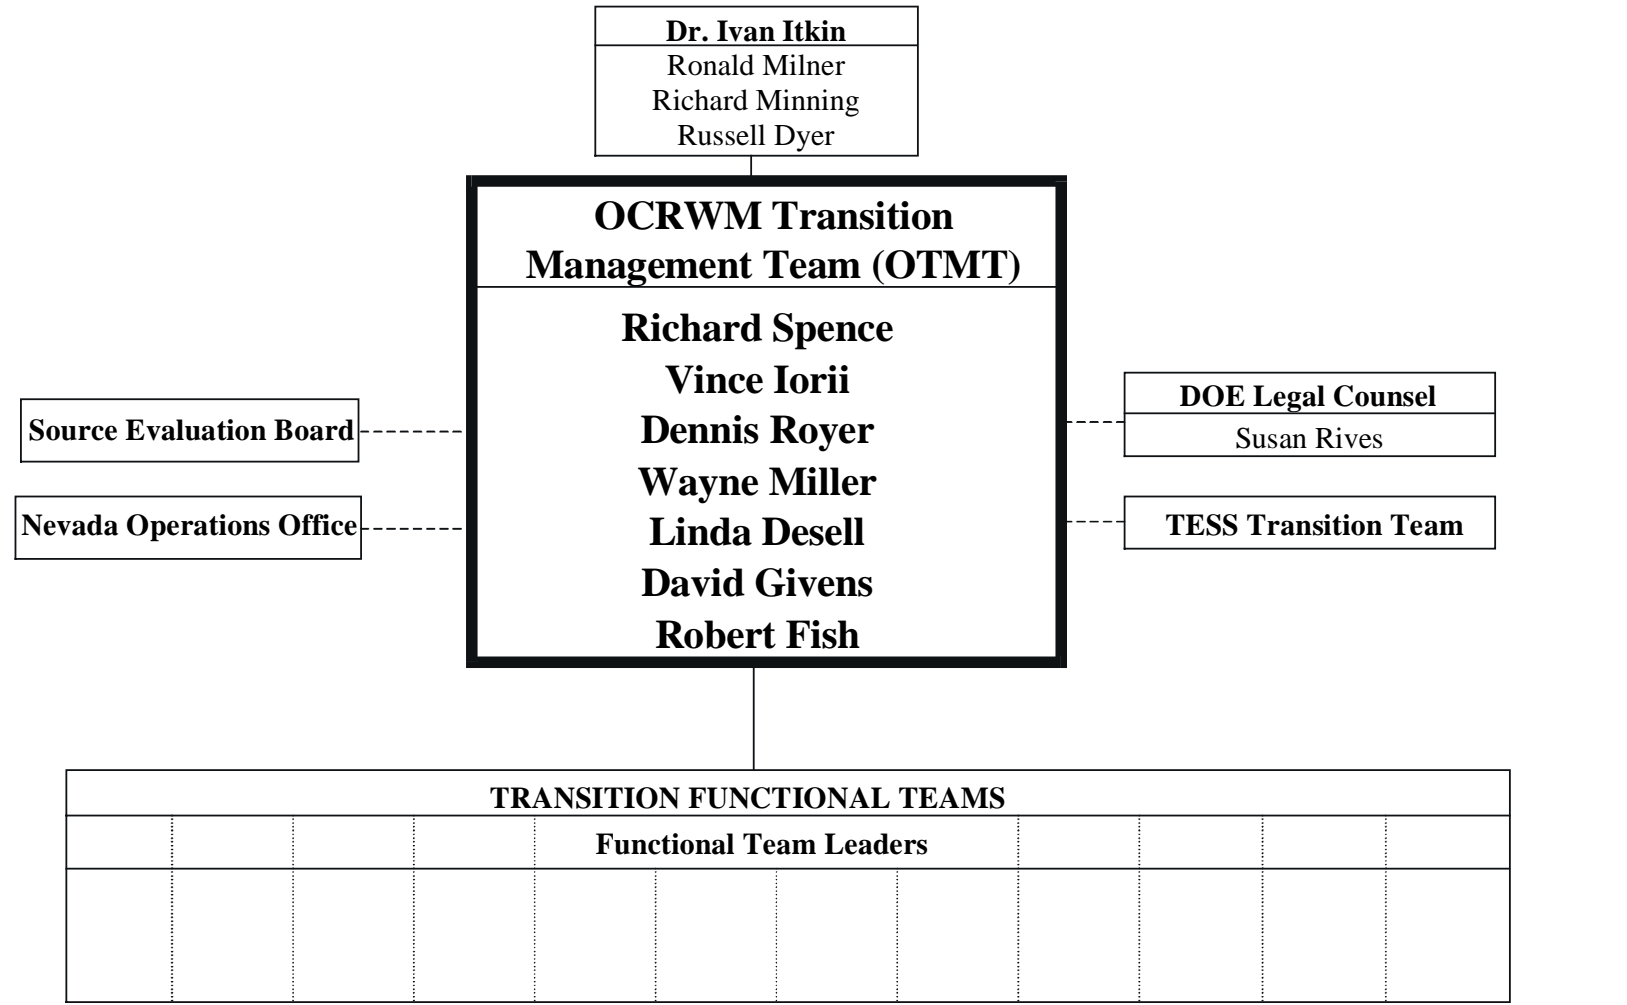 Dr. Ivan Itkin
Ronald Milner
Richard Minning
Russell Dyer
OCRWM Transition
Management Team (OTMT)
Richard Spence
Vince Iorii
Dennis Royer
Wayne Miller
Linda Desell
David Givens
Robert Fish
Source Evaluation Board
Nevada Operations Office
DOE Legal Counsel
Susan Rives
TESS Transition Team
TRANSITION FUNCTIONAL TEAMS
Functional Team Leaders